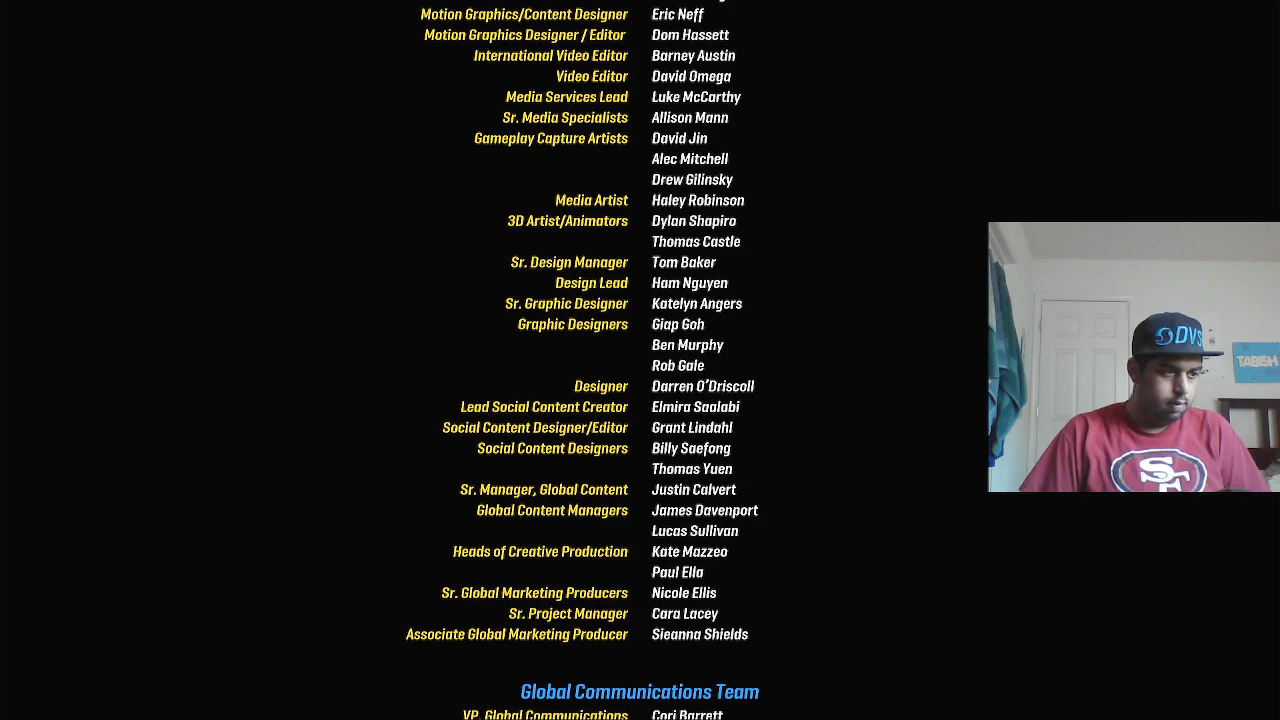 Motion Graphics/Content Designer Eric Neff
Motion Graphics Designer / Editor Dom Hassett
International Video Editor Barney Austin
Video Editor David Omega
Media Services Lead Luke McCarthy
Sr. Media Specialists Allison Mann
Gameplay Capture Artists David Jin
Alec Mitchell
Drew Gilinsky
Media Artist Haley Robinson
3D Artist/Animators Dylan Shapiro
Thomas Castle
Sr. Design Manager Tom Baker
Design Lead Ham Nguyen
Sr. Graphic Designer Katelyn Angers
Graphic Designers Giap Goh
Ben Murphy
Rob Gale
Designer Darren O'Driscoll
Lead Social Content Creator Elmira Saalabi
Social Content Designer/Editor Grant Lindahl
Social Content Designers Billy Saefong
Thomas Yuen
Sr. Manager, Global Content Justin Calvert
Global Content Managers James Davenport
Lucas Sullivan
Heads of Creative Production Kate Mazzeo
Paul Ella
Sr. Global Marketing Producers Nicole Ellis
Sr. Project Manager Cara Lacey
Associate Global Marketing Producer Sieanna Shields
Global Communications Team
VP, Global Communications Cori Barrett
DVS
TABISH
SF